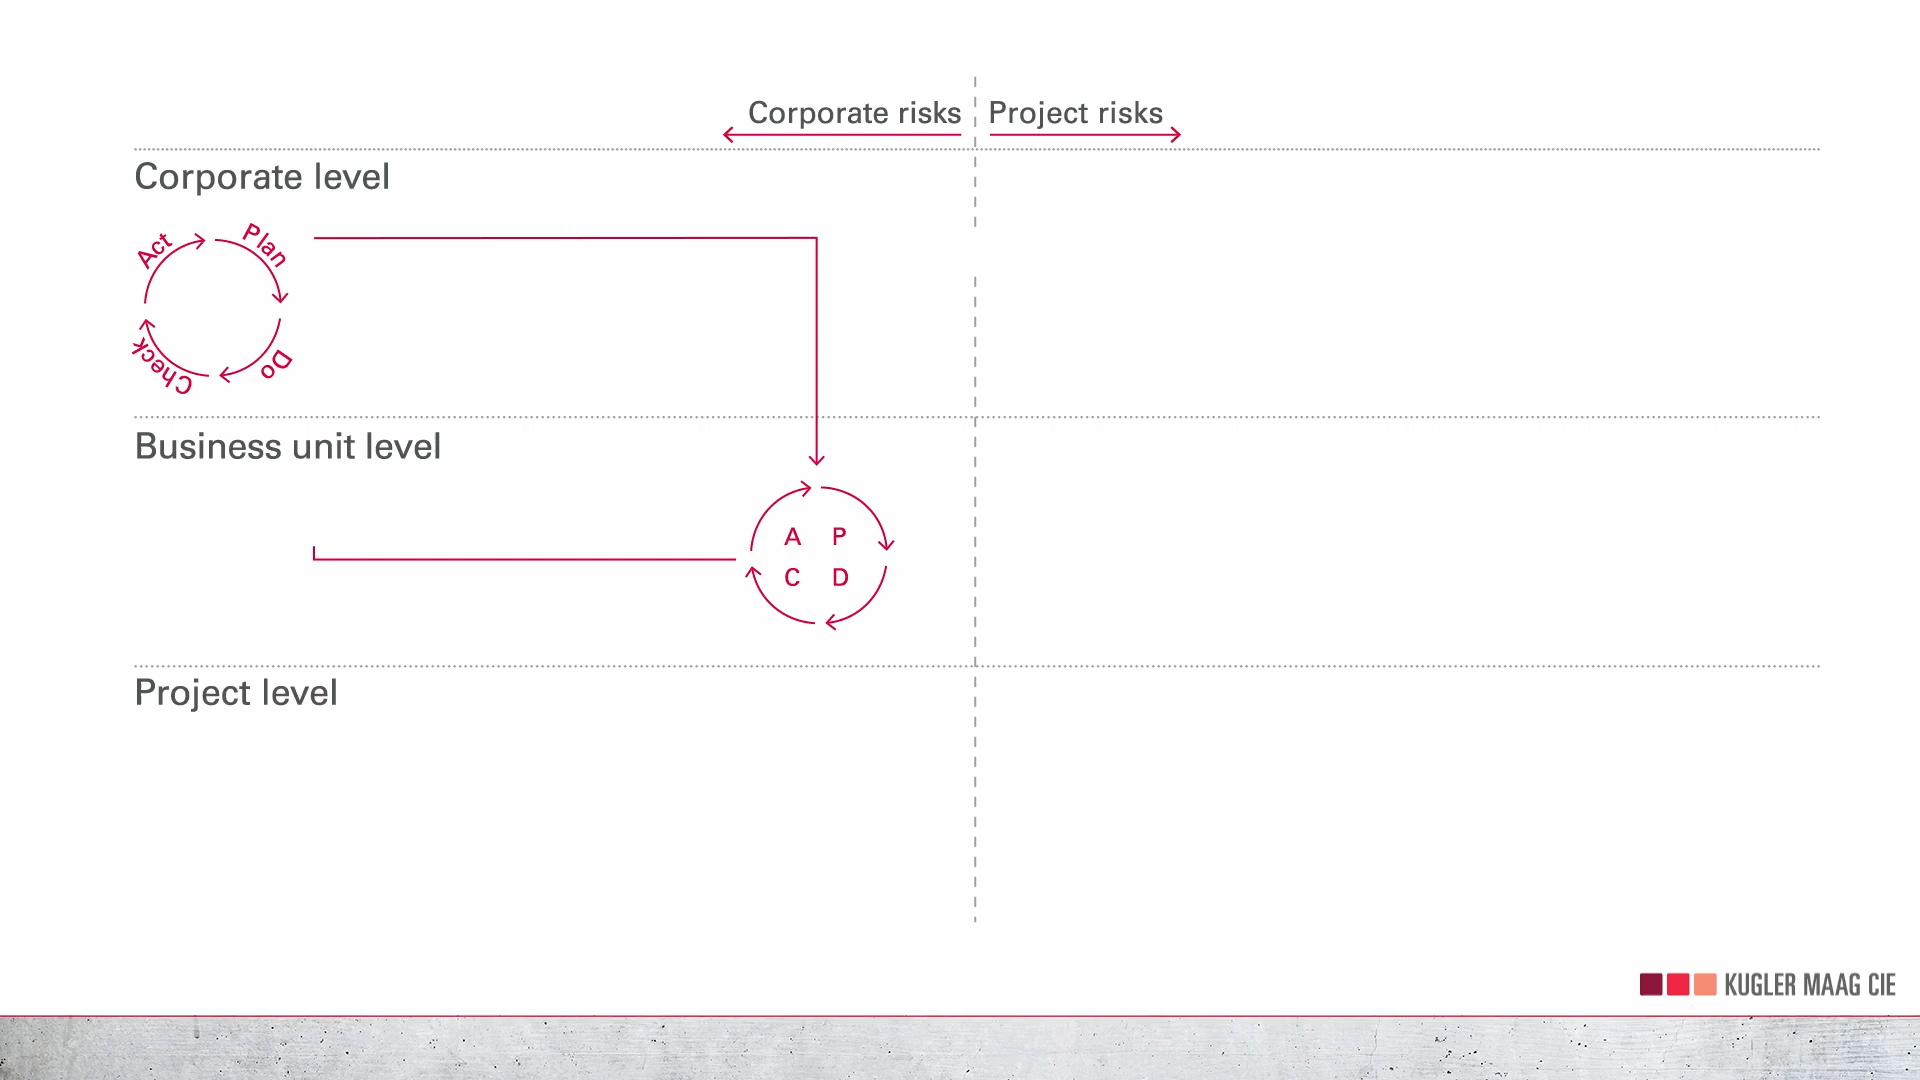 Corporate risks
Project risks
Corporate level
Act
Plan
Check
Do
Business unit level
A P
C D
Project level
KUGLER MAAG CIE